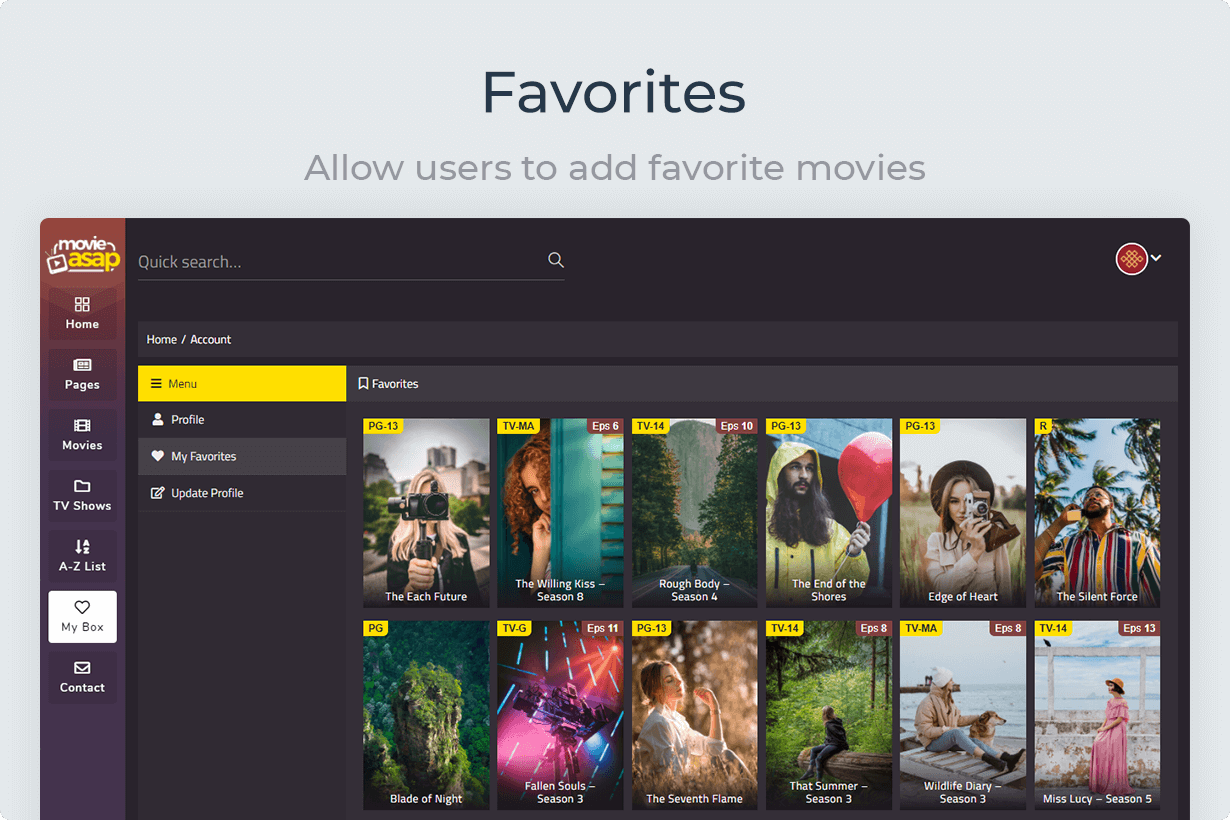 Favorites
Allow users to add favorite movies
movie
asap
Quick search...
Home
Pages
Movies
TV Shows
A-Z List
My Box
Contact
Home / Account
Menu
Profile
My Favorites
Update Profile
Favorites
PG-13
The Each Future
TV-MA
Eps 6
The Willing Kiss –
Season 8
TV-14
Eps 10
Rough Body –
Season 4
PG-13
The End of the
Shores
PG-13
Edge of Heart
R
The Silent Force
PG
Blade of Night
TV-G
Eps 11
Fallen Souls –
Season 3
PG-13
The Seventh Flame
TV-14
Eps 8
That Summer –
Season 3
TV-MA
Eps 8
Wildlife Diary –
Season 3
TV-14
Eps 13
Miss Lucy – Season 5